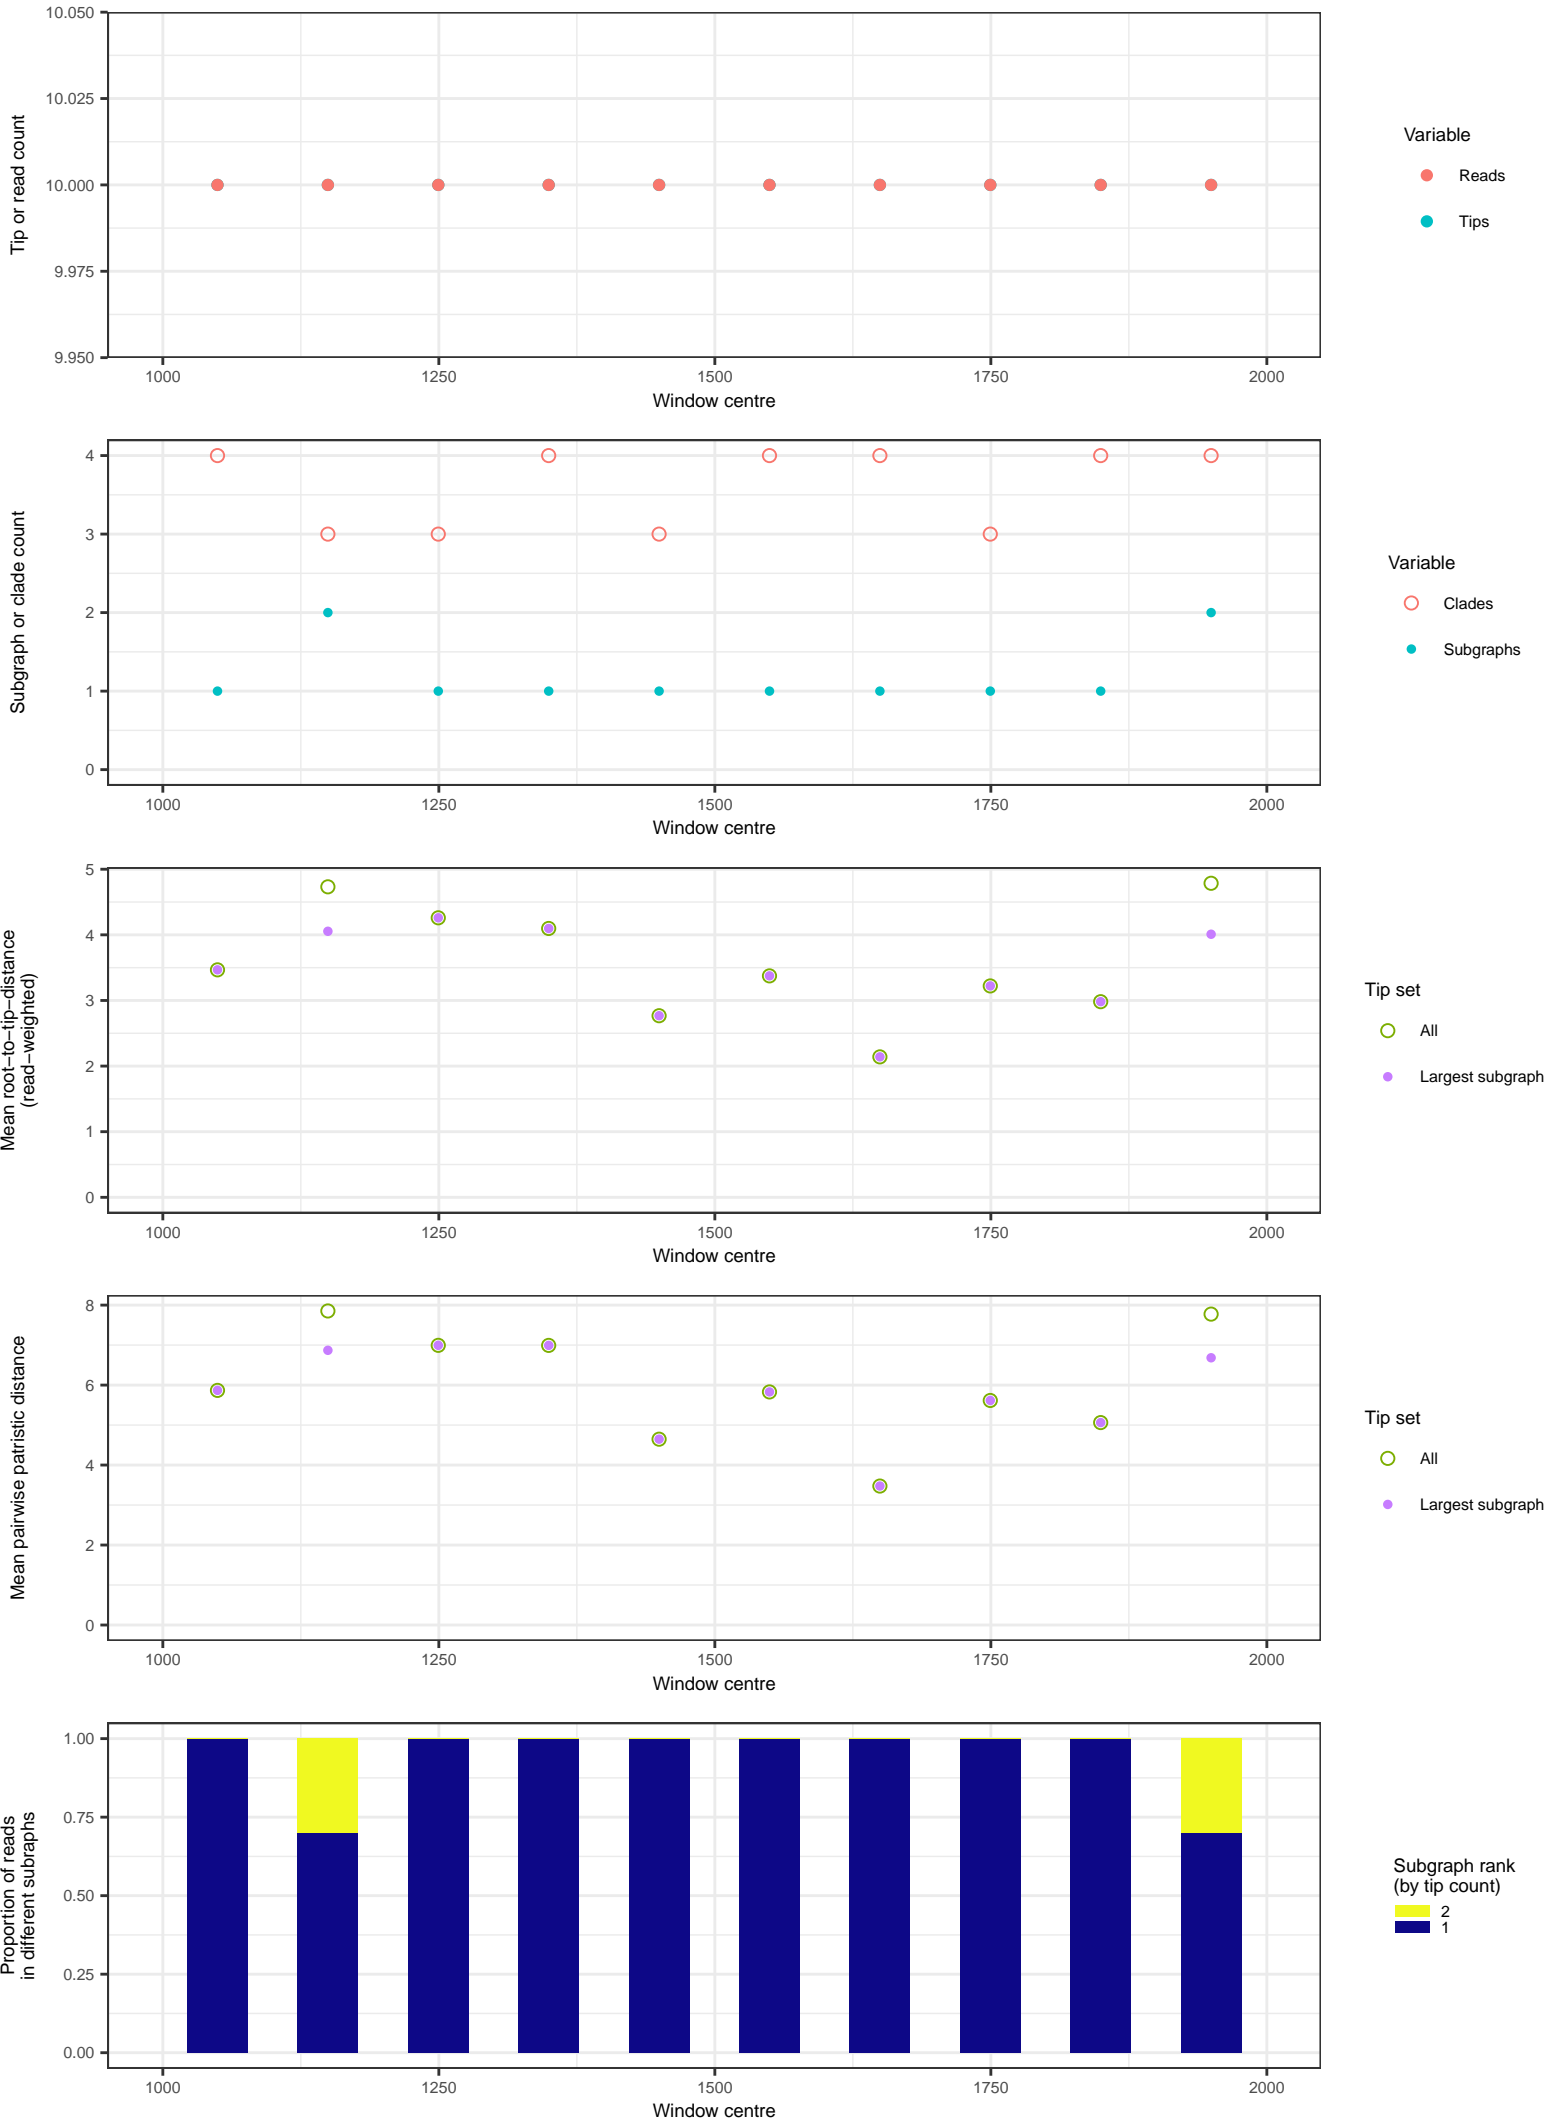 10.050
10.025
10.000
9.975
9.950
Tip or read count
1000 1250 1500 1750 2000
Window centre
Variable
Reads
Tips
4
3
2
1
0
Subgraph or clade count
1000 1250 1500 1750 2000
Window centre
Variable
Clades
Subgraphs
5
4
3
2
1
0
Mean root−to−tip−distance
(read−weighted)
1000 1250 1500 1750 2000
Window centre
Tip set
All
Largest subgraph
8
6
4
2
0
Mean pairwise patristic distance
1000 1250 1500 1750 2000
Window centre
Tip set
All
Largest subgraph
1.00
0.75
0.50
0.25
0.00
Proportion of reads
in different subraphs
1000 1250 1500 1750 2000
Window centre
Subgraph rank
(by tip count)
2
1